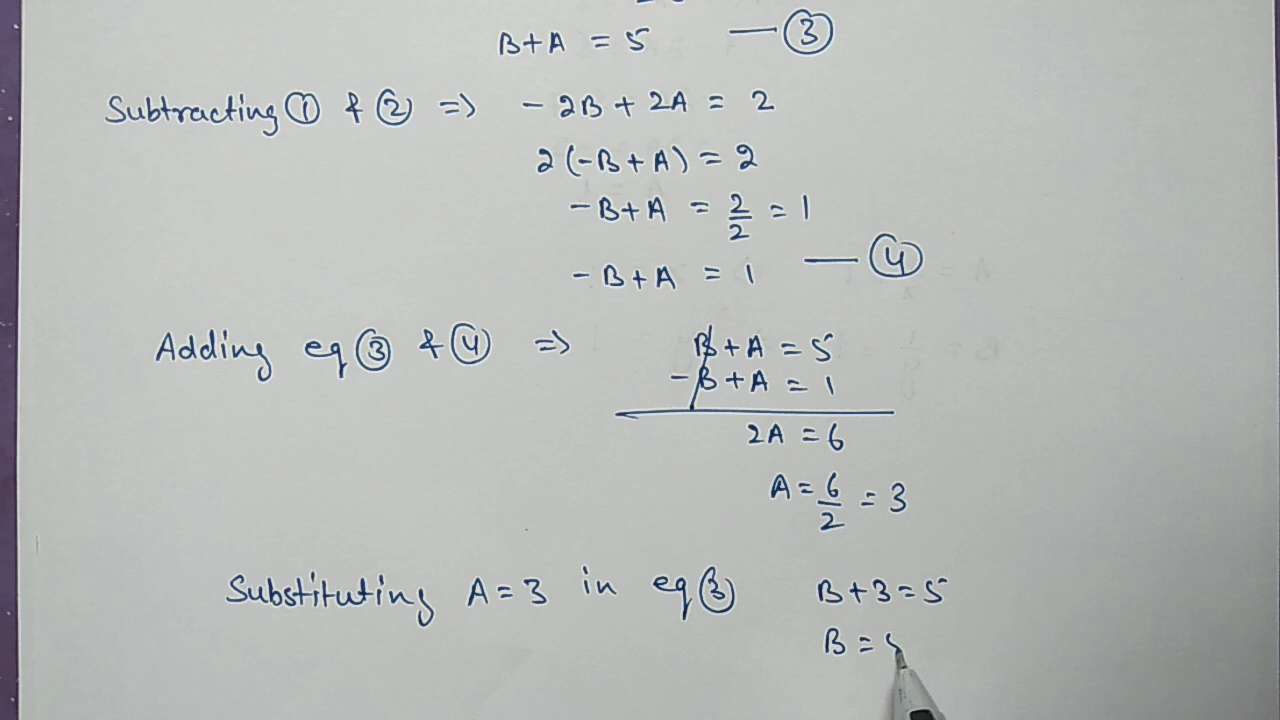 B+A = 5 — ③
Subtracting ① & ② => - 2B + 2A = 2
2(-B + A) = 2
-B+A = 2/2 = 1
-B+A = 1 — ④
Adding eq ③ & ④ => B + A = 5
-B + A = 1
2A = 6
A = 6/2 = 3
Substituting A = 3 in eq ③ B + 3 = 5
B =